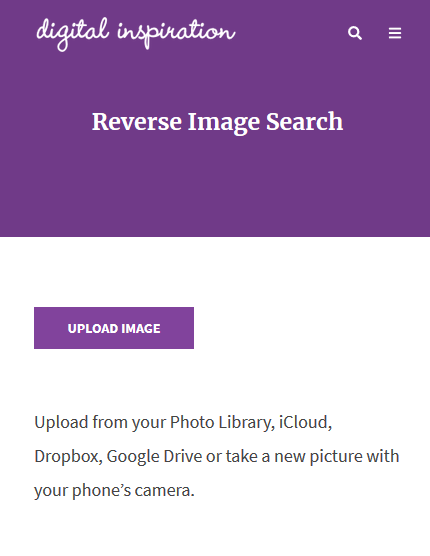 digital inspiration
Reverse Image Search
UPLOAD IMAGE
Upload from your Photo Library, iCloud,
Dropbox, Google Drive or take a new picture with
your phone’s camera.